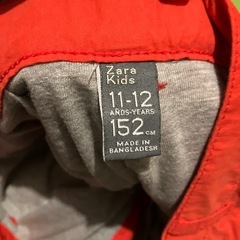 Zara
Kids
11-12
AÑOS-YEARS
152 CM
MADE IN
BANGLADESH